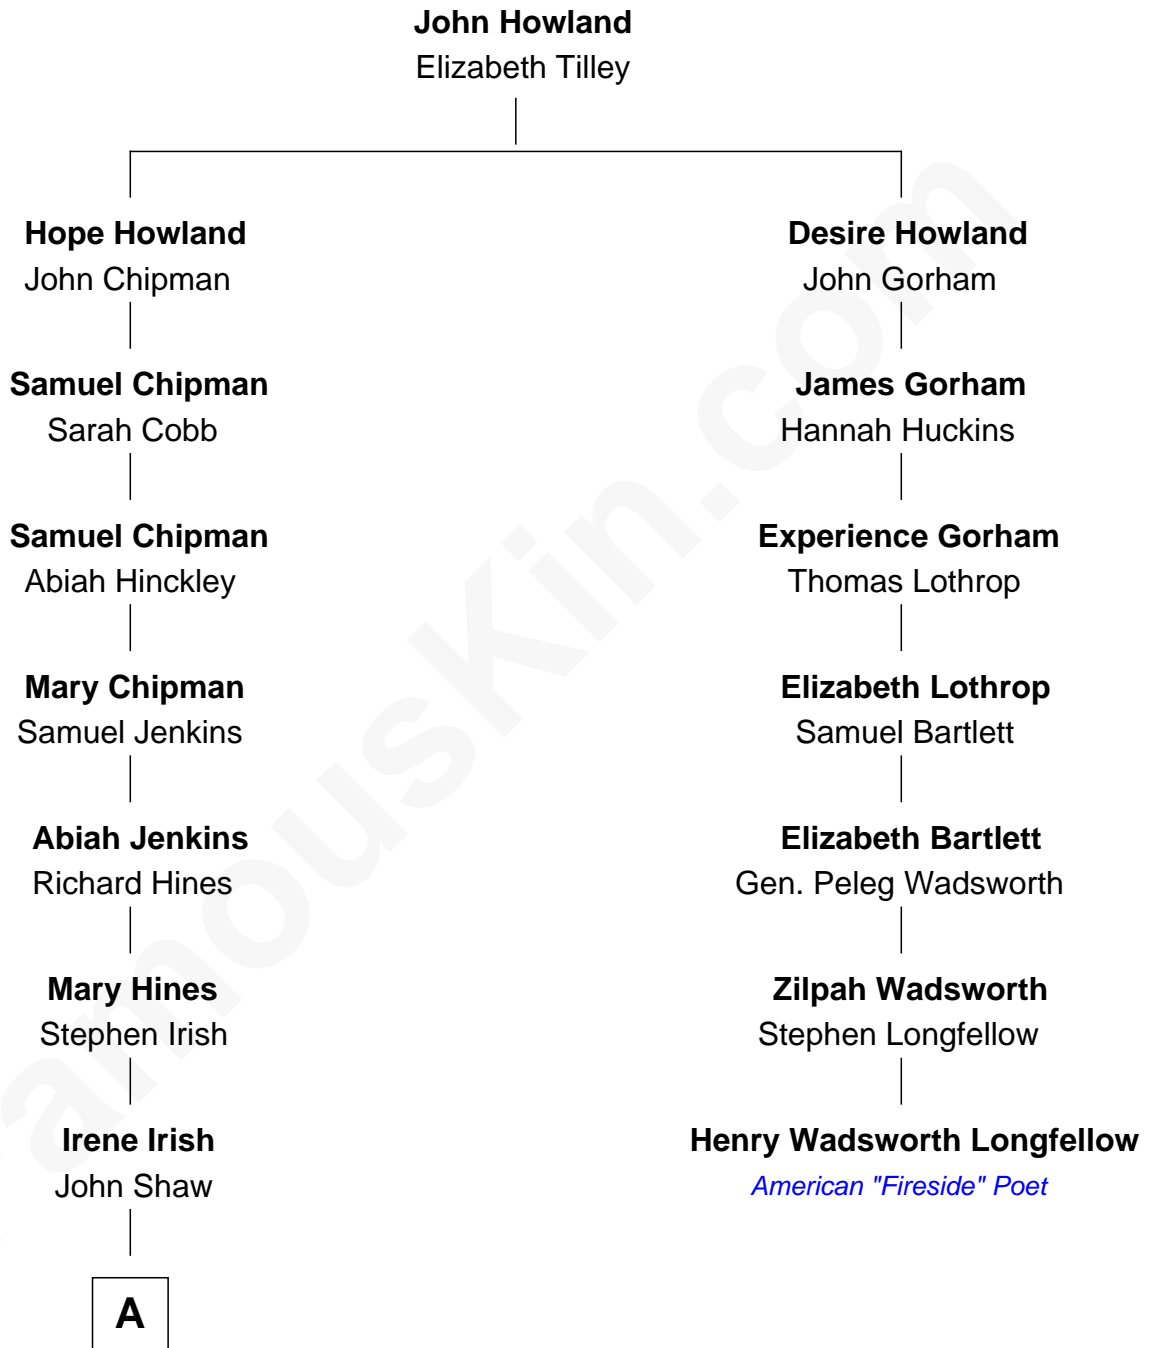 John Howland
Elizabeth Tilley
Hope Howland
John Chipman
Desire Howland
John Gorham
Samuel Chipman
Sarah Cobb
James Gorham
Hannah Huckins
Samuel Chipman
Abiah Hinckley
Experience Gorham
Thomas Lothrop
Mary Chipman
Samuel Jenkins
Elizabeth Lothrop
Samuel Bartlett
Abiah Jenkins
Richard Hines
Elizabeth Bartlett
Gen. Peleg Wadsworth
Mary Hines
Stephen Irish
Zilpah Wadsworth
Stephen Longfellow
Irene Irish
John Shaw
Henry Wadsworth Longfellow
American "Fireside" Poet
A
amouskin.com